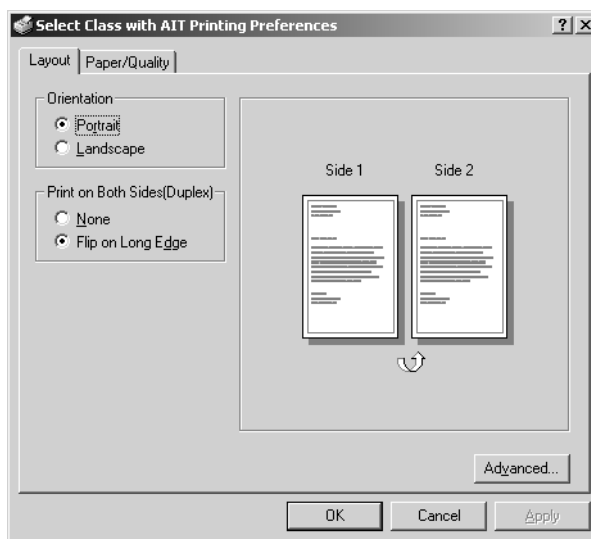 Select Class with AIT Printing Preferences
Layout
Paper/Quality
Orientation
Portrait
Landscape
Print on Both Sides(Duplex)
None
Flip on Long Edge
Side 1
Side 2
Advanced...
OK
Cancel
Apply